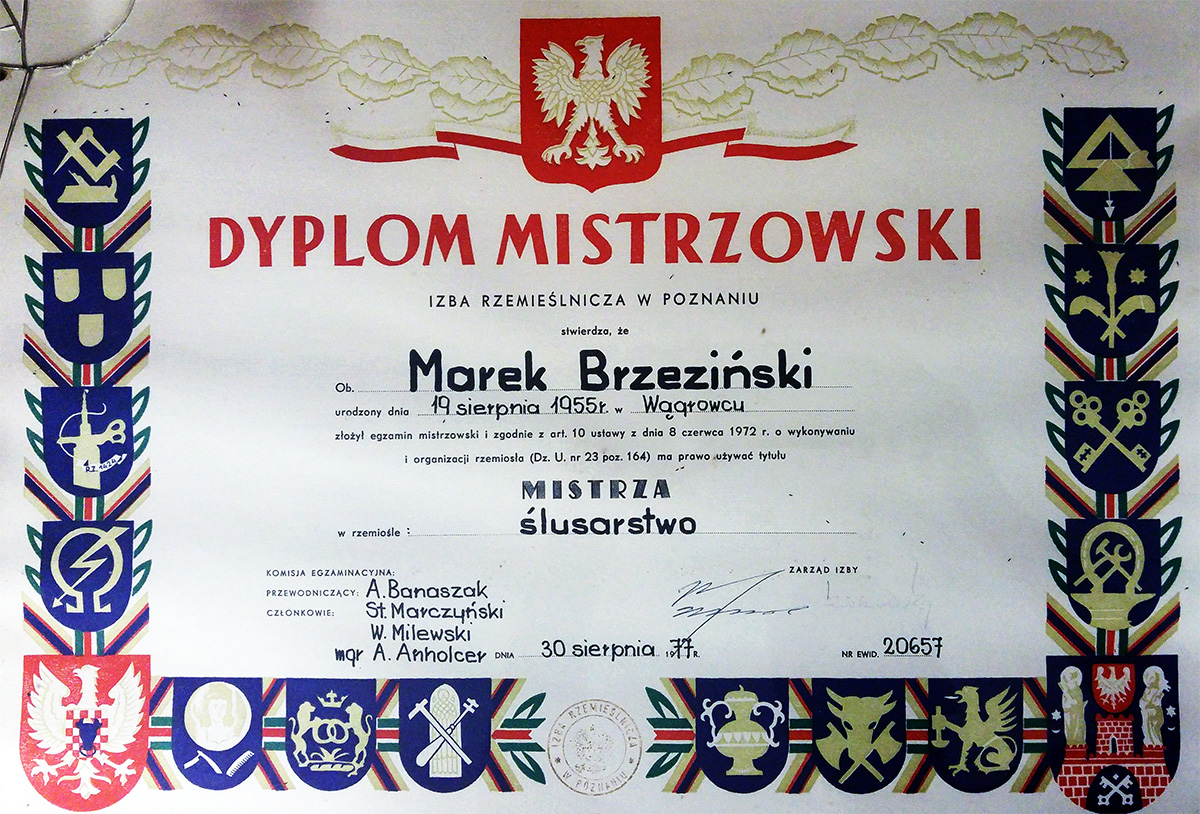 DYPLOM MISTRZOWSKI
IZBA RZEMIEŚLNICZA W POZNANIU
stwierdza, że
Ob. Marek Brzeziński
urodzony dnia 19 sierpnia 1955r. w Wągrowcu
złożył egzamin mistrzowski i zgodnie z art. 10 ustawy z dnia 8 czerwca 1972 r. o wykonywaniu
i organizacji rzemiosła (Dz. U. nr 23 poz. 164) ma prawo używać tytułu
MISTRZA
w rzemiośle: ślusarstwo
KOMISJA EGZAMINACYJNA:
ZARZĄD IZBY
PRZEWODNICZĄCY: A. Banaszak
CZŁONKOWIE: St. Marczyński
W. Milewski
mgr A. Anholcer DNIA 30 sierpnia 1977 R. NR EWID. 20657
R.Z. 1424
IZBA RZEMIEŚLNICZA
W POZNANIU